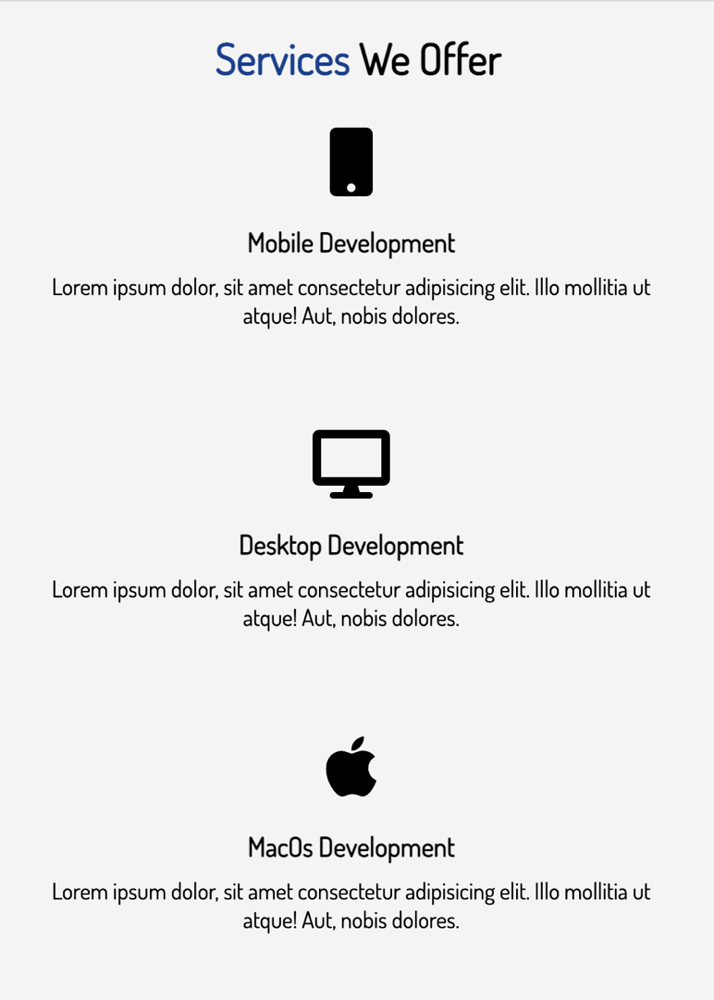 Services We Offer
Mobile Development
Lorem ipsum dolor, sit amet consectetur adipisicing elit. Illo mollitia ut
atque! Aut, nobis dolores.
Desktop Development
Lorem ipsum dolor, sit amet consectetur adipisicing elit. Illo mollitia ut
atque! Aut, nobis dolores.
MacOs Development
Lorem ipsum dolor, sit amet consectetur adipisicing elit. Illo mollitia ut
atque! Aut, nobis dolores.